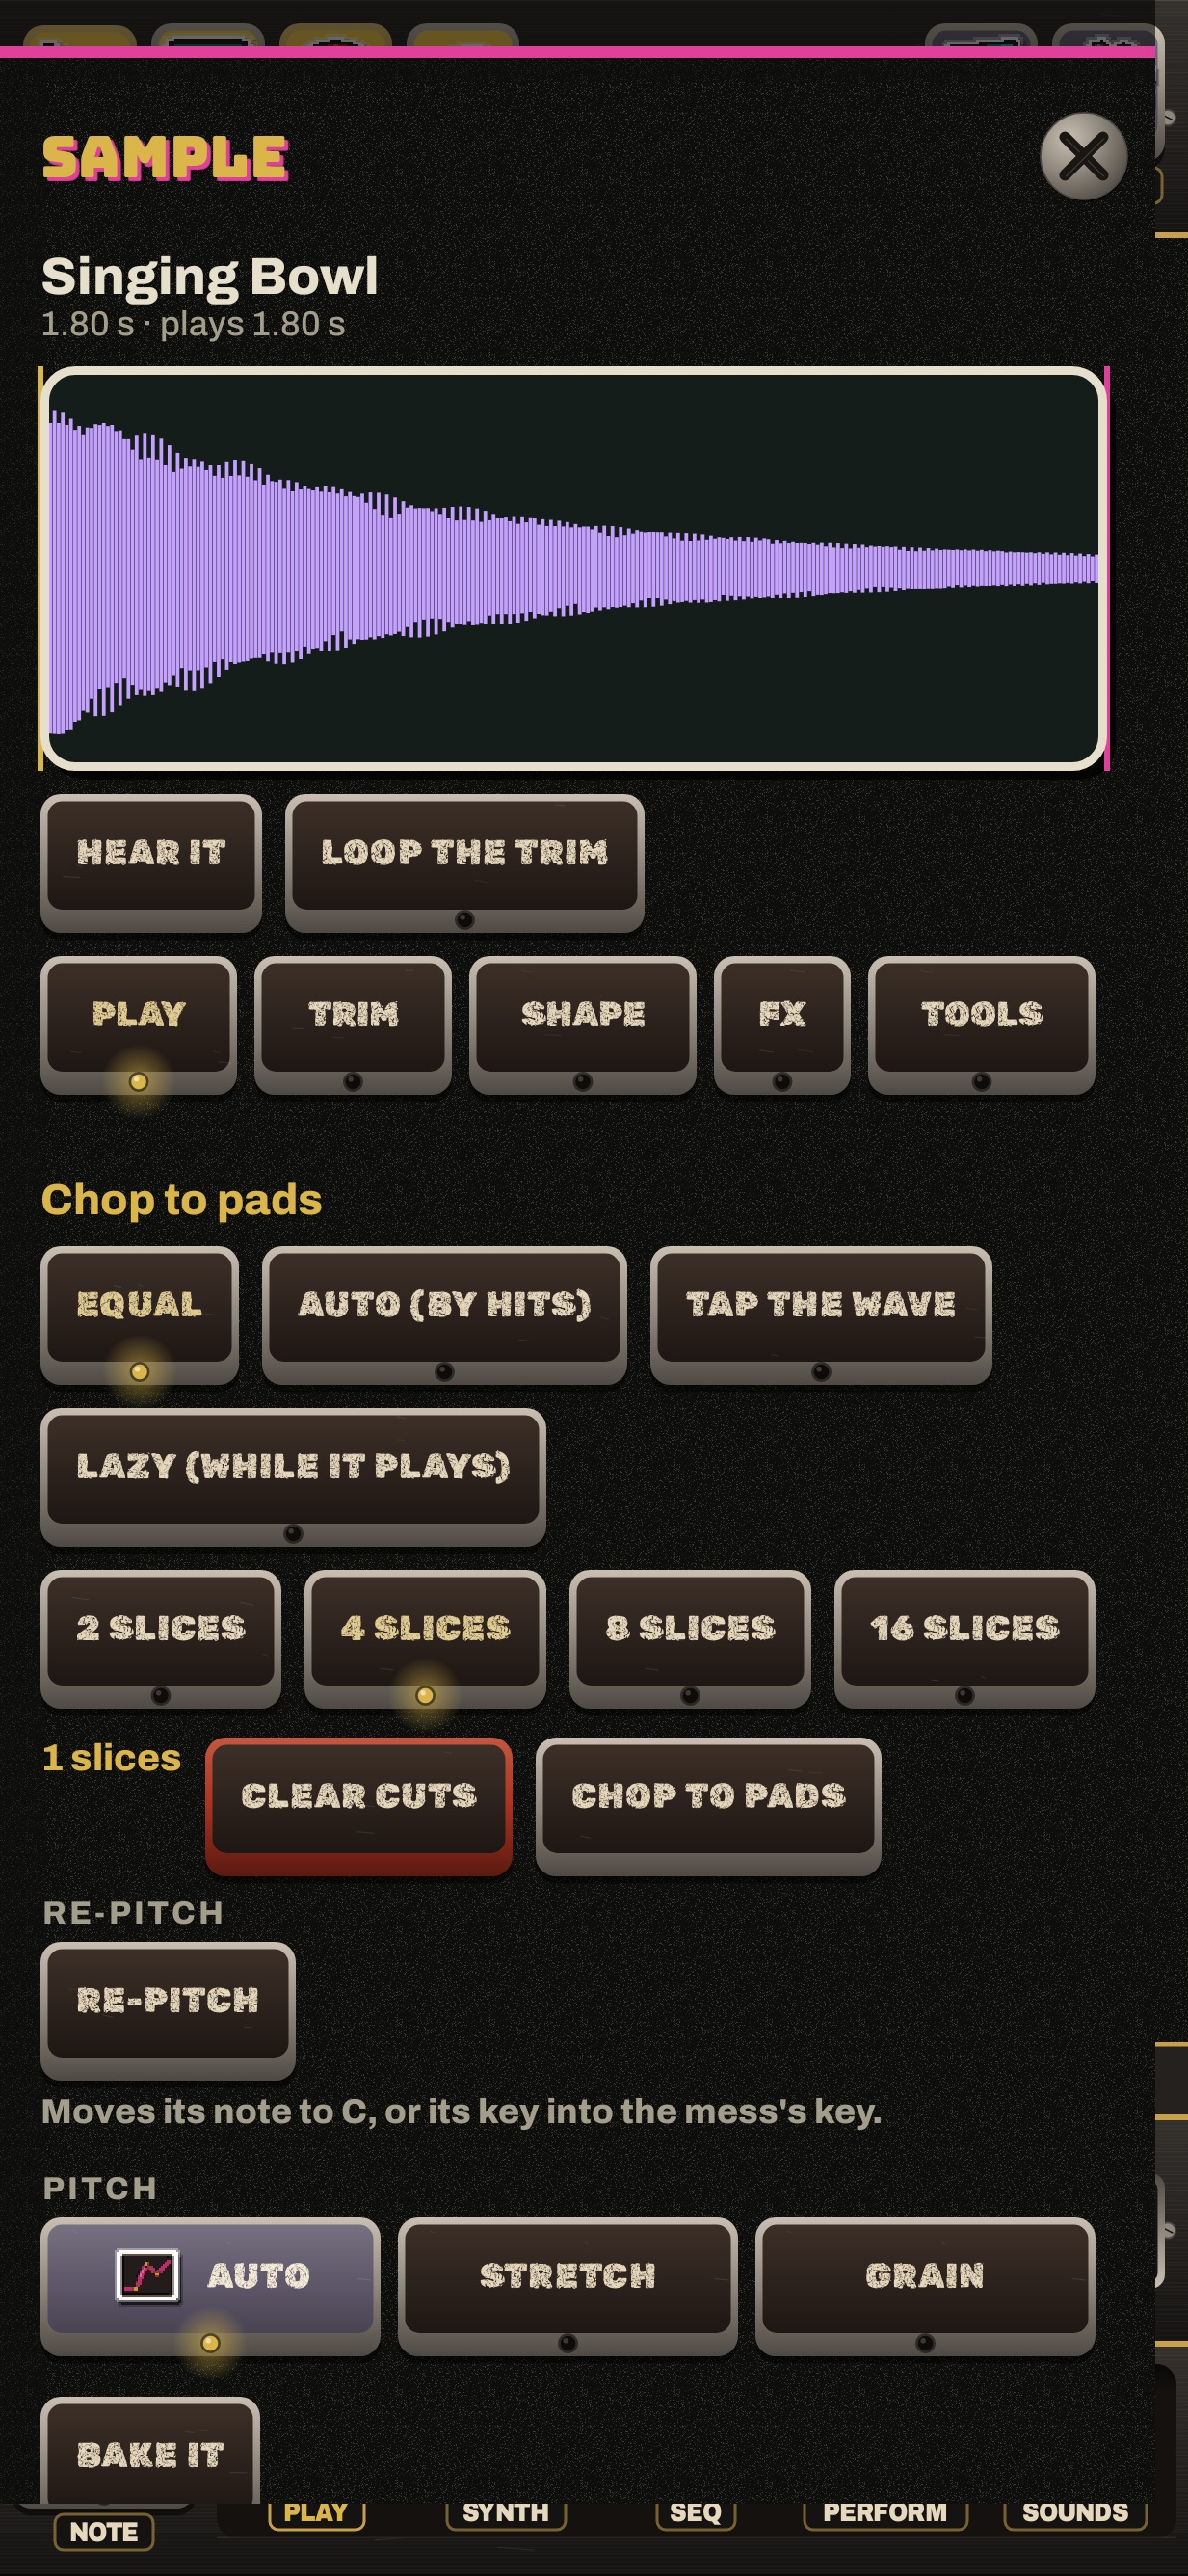 SAMPLE
Singing Bowl
1.80 s · plays 1.80 s
HEAR IT LOOP THE TRIM
PLAY TRIM SHAPE FX TOOLS
Chop to pads
EQUAL AUTO (BY HITS) TAP THE WAVE
LAZY (WHILE IT PLAYS)
2 SLICES 4 SLICES 8 SLICES 16 SLICES
1 slices CLEAR CUTS CHOP TO PADS
RE-PITCH
RE-PITCH
Moves its note to C, or its key into the mess's key.
PITCH
AUTO STRETCH GRAIN
BAKE IT
NOTE PLAY SYNTH SEQ PERFORM SOUNDS